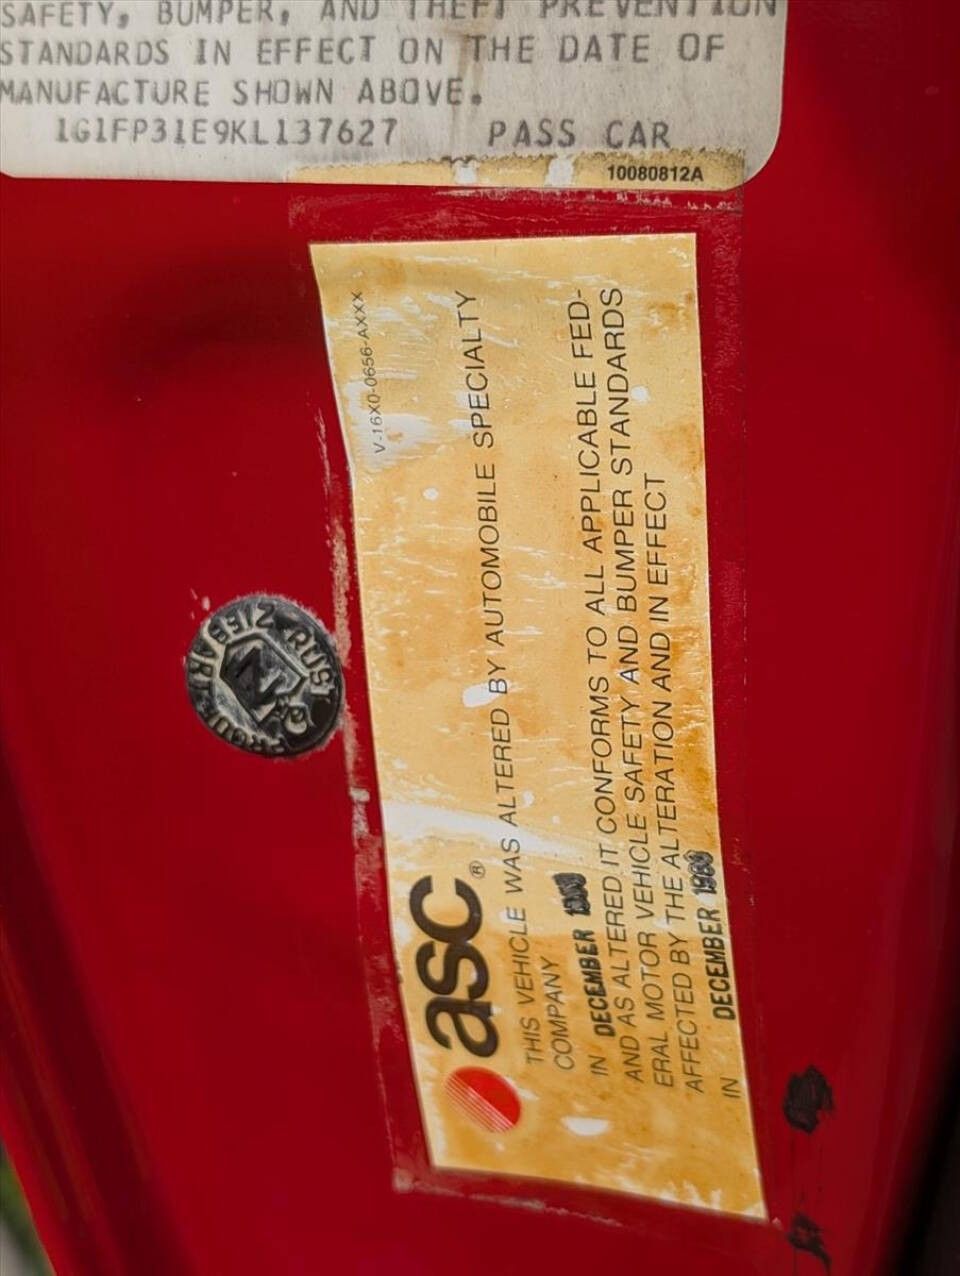 SAFETY, BUMPER, AND THEFT PREVENTION
STANDARDS IN EFFECT ON THE DATE OF
MANUFACTURE SHOWN ABOVE.
1G1FP31E9KL137627 PASS CAR
10080812A
V-16X0-0656-AXXX
asc®
THIS VEHICLE WAS ALTERED BY AUTOMOBILE SPECIALTY
COMPANY
IN DECEMBER 1988
AND AS ALTERED IT CONFORMS TO ALL APPLICABLE FED-
ERAL MOTOR VEHICLE SAFETY AND BUMPER STANDARDS
AFFECTED BY THE ALTERATION AND IN EFFECT
IN DECEMBER 1988
ZIEBART
RUST